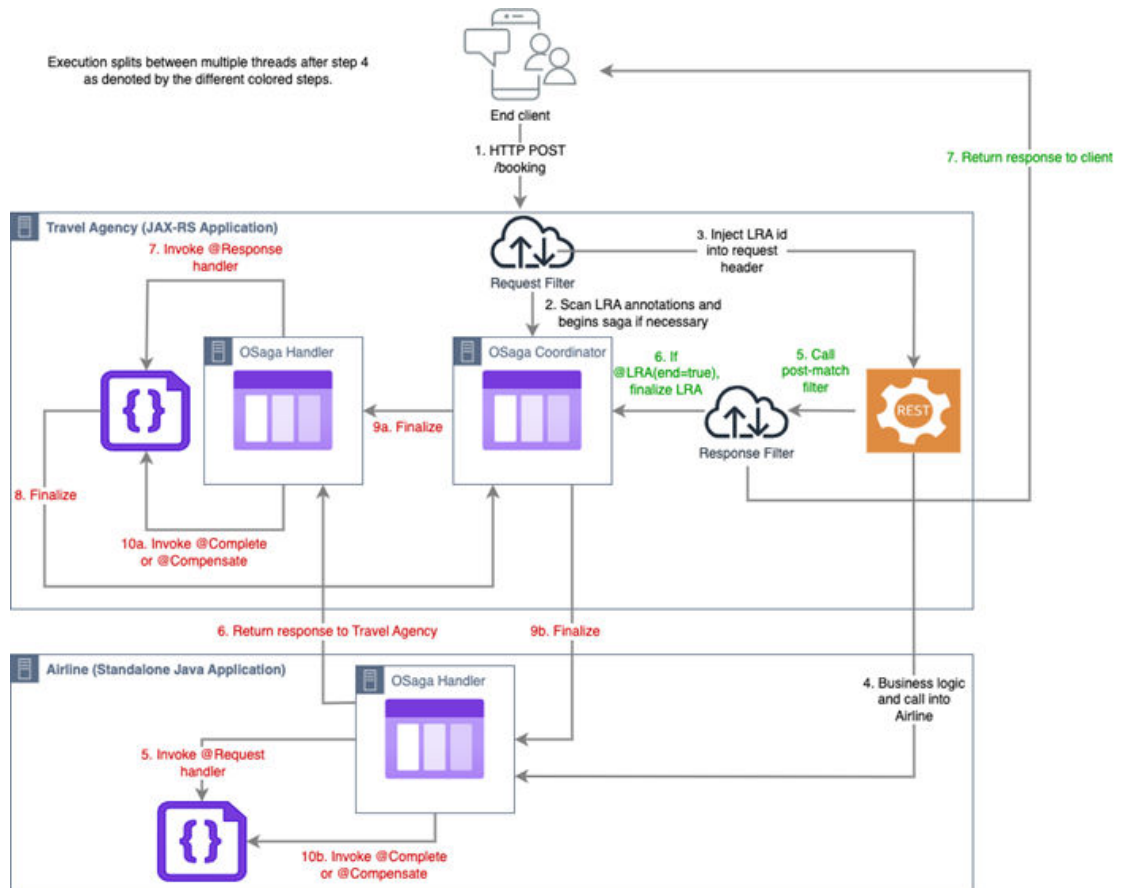 Execution splits between multiple threads after step 4
as denoted by the different colored steps.
End client
1. HTTP POST
/booking
7. Return response to client
Travel Agency (JAX-RS Application)
7. Invoke @Response
handler
Request Filter
3. Inject LRA id
into request
header
2. Scan LRA annotations and
begins saga if necessary
OSaga Handler
OSaga Coordinator
6. If
@LRA(end=true),
finalize LRA
5. Call
post-match
filter
{}
REST
9a. Finalize
Response Filter
8. Finalize
10a. Invoke @Complete
or @Compensate
6. Return response to Travel Agency
9b. Finalize
Airline (Standalone Java Application)
OSaga Handler
4. Business logic
and call into
Airline
5. Invoke @Request
handler
{}
10b. Invoke @Complete
or @Compensate